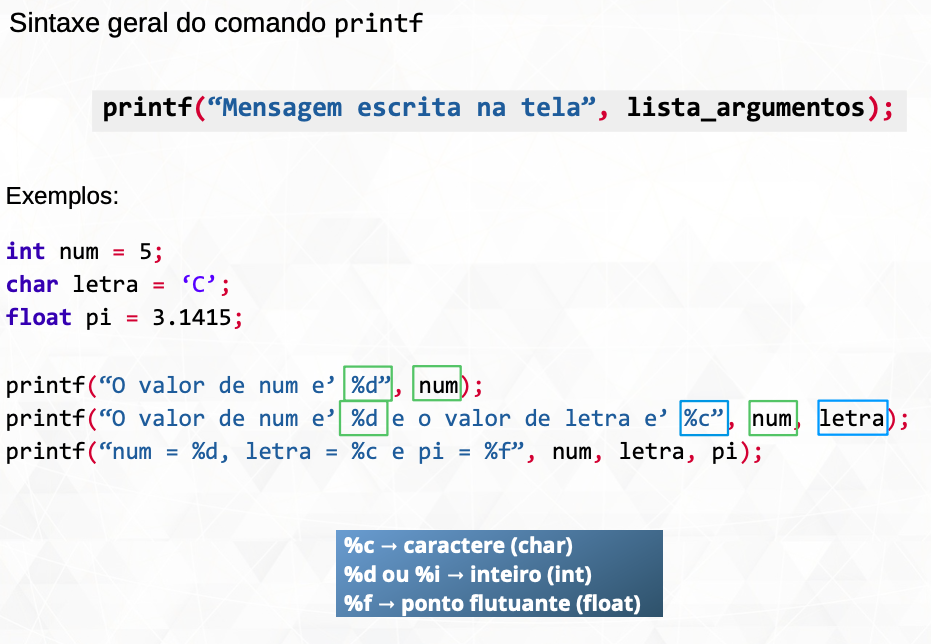 Sintaxe geral do comando printf
printf(“Mensagem escrita na tela”, lista_argumentos);
Exemplos:
int num = 5;
char letra = ‘C’;
float pi = 3.1415;
printf(“O valor de num e’ %d”, num);
printf(“O valor de num e’ %d e o valor de letra e’ %c”, num, letra);
printf(“num = %d, letra = %c e pi = %f”, num, letra, pi);
%c → caractere (char)
%d ou %i → inteiro (int)
%f → ponto flutuante (float)